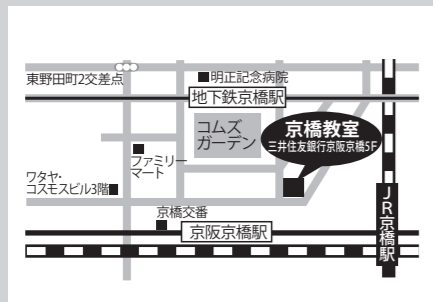 東野田町2交差点
■明正記念病院
地下鉄京橋駅
コムズ
ガーデン
京橋教室
三井住友銀行京阪京橋5F
ファミリー
マート
ワタヤ・
コスモスビル3階■
京橋交番
京阪京橋駅
JR京橋駅